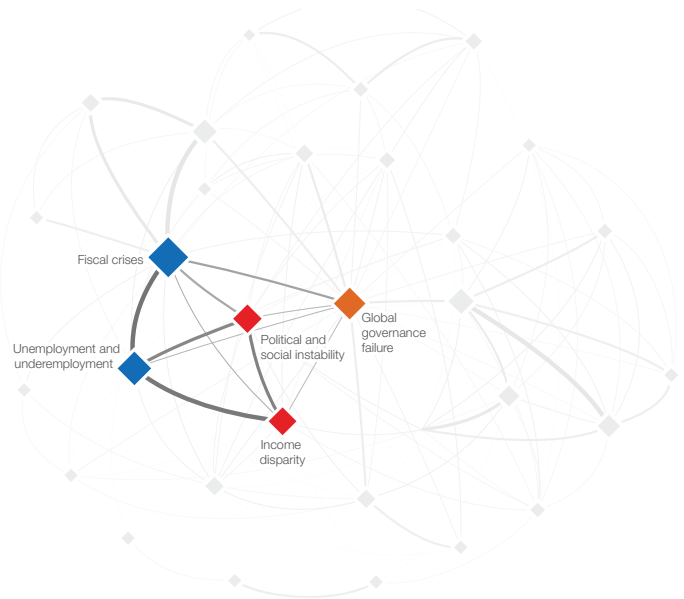 Fiscal crises
Global
governance
failure
Political and
social instability
Unemployment and
underemployment
Income
disparity